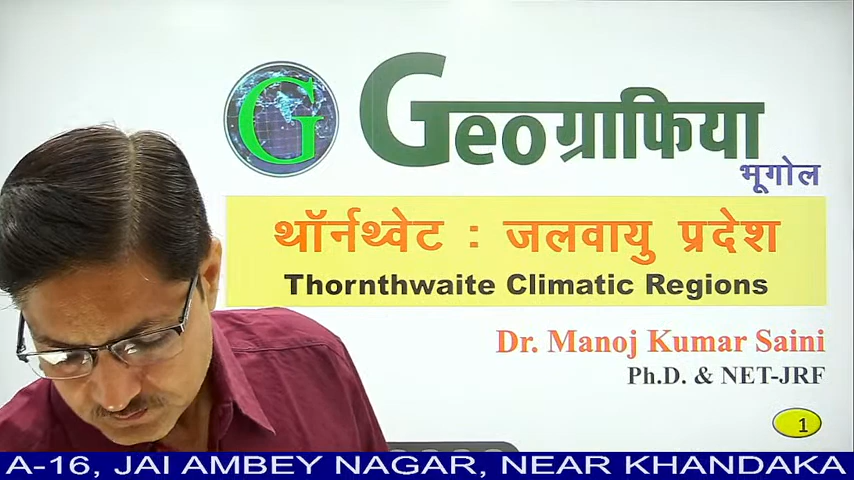 G
Geoग्राफिया
भूगोल
थॉर्नथ्वेट : जलवायु प्रदेश
Thornthwaite Climatic Regions
Dr. Manoj Kumar Saini
Ph.D. & NET-JRF
1
A-16, JAI AMBEY NAGAR, NEAR KHANDAKA